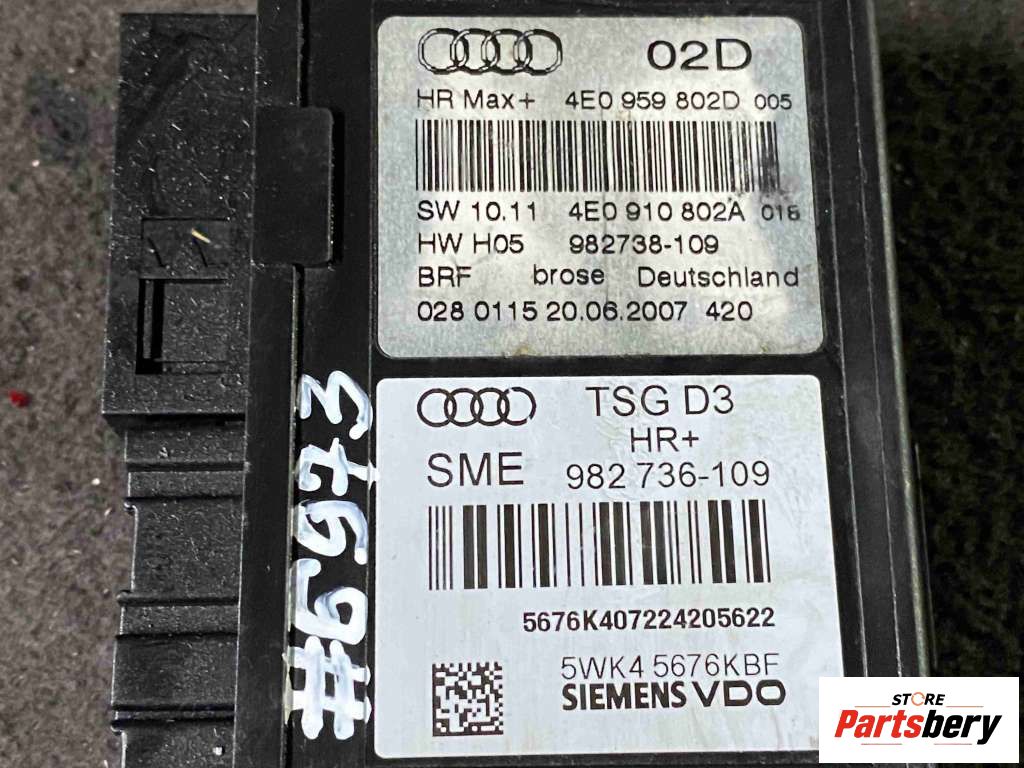 02D
HR Max+ 4E0 959 802D 005
SW 10.11 4E0 910 802A 016
HW H05 982738-109
BRF brose Deutschland
028 0115 20.06.2007 420
TSG D3
HR+
SME 982 736-109
5676K407224205622
5WK4 5676KBF
SIEMENS VDO
#6973
STORE
Partsbery